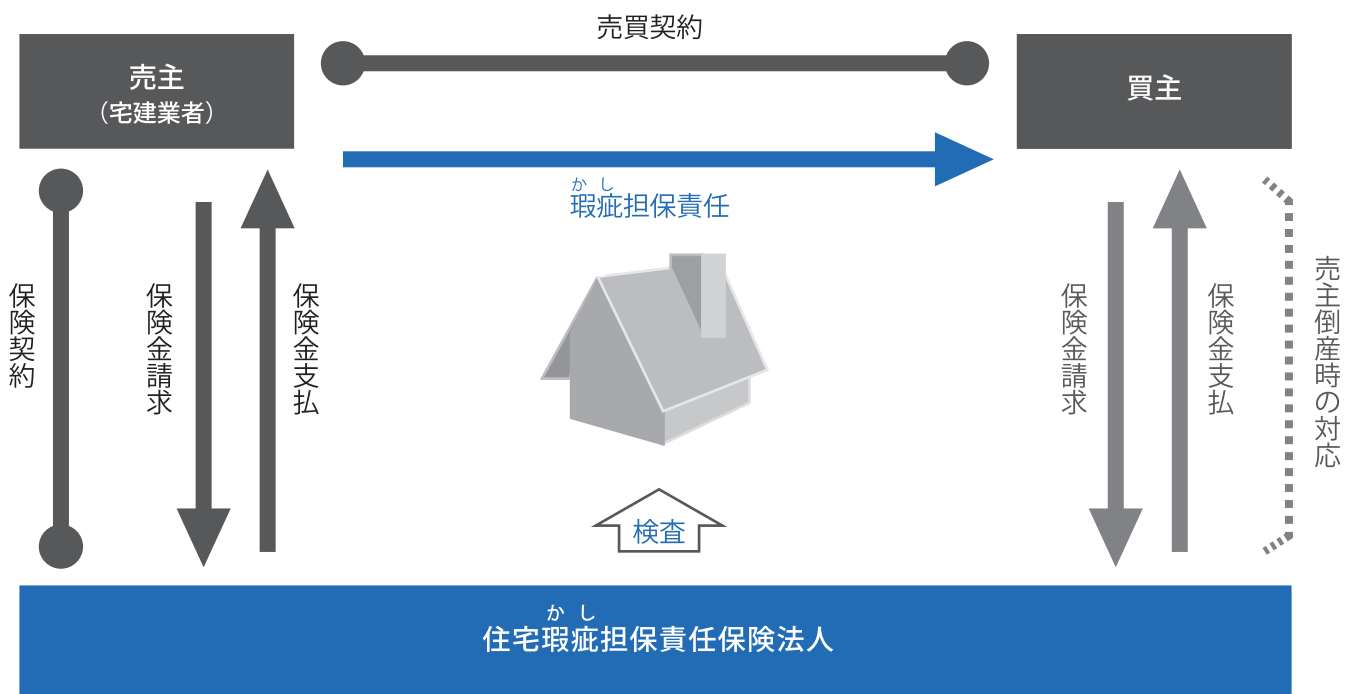 売買契約
売主
（宅建業者）
買主
かし
瑕疵担保責任
保険契約
保険金請求
保険金支払
保険金請求
保険金支払
売主倒産時の対応
検査
かし
住宅瑕疵担保責任保険法人